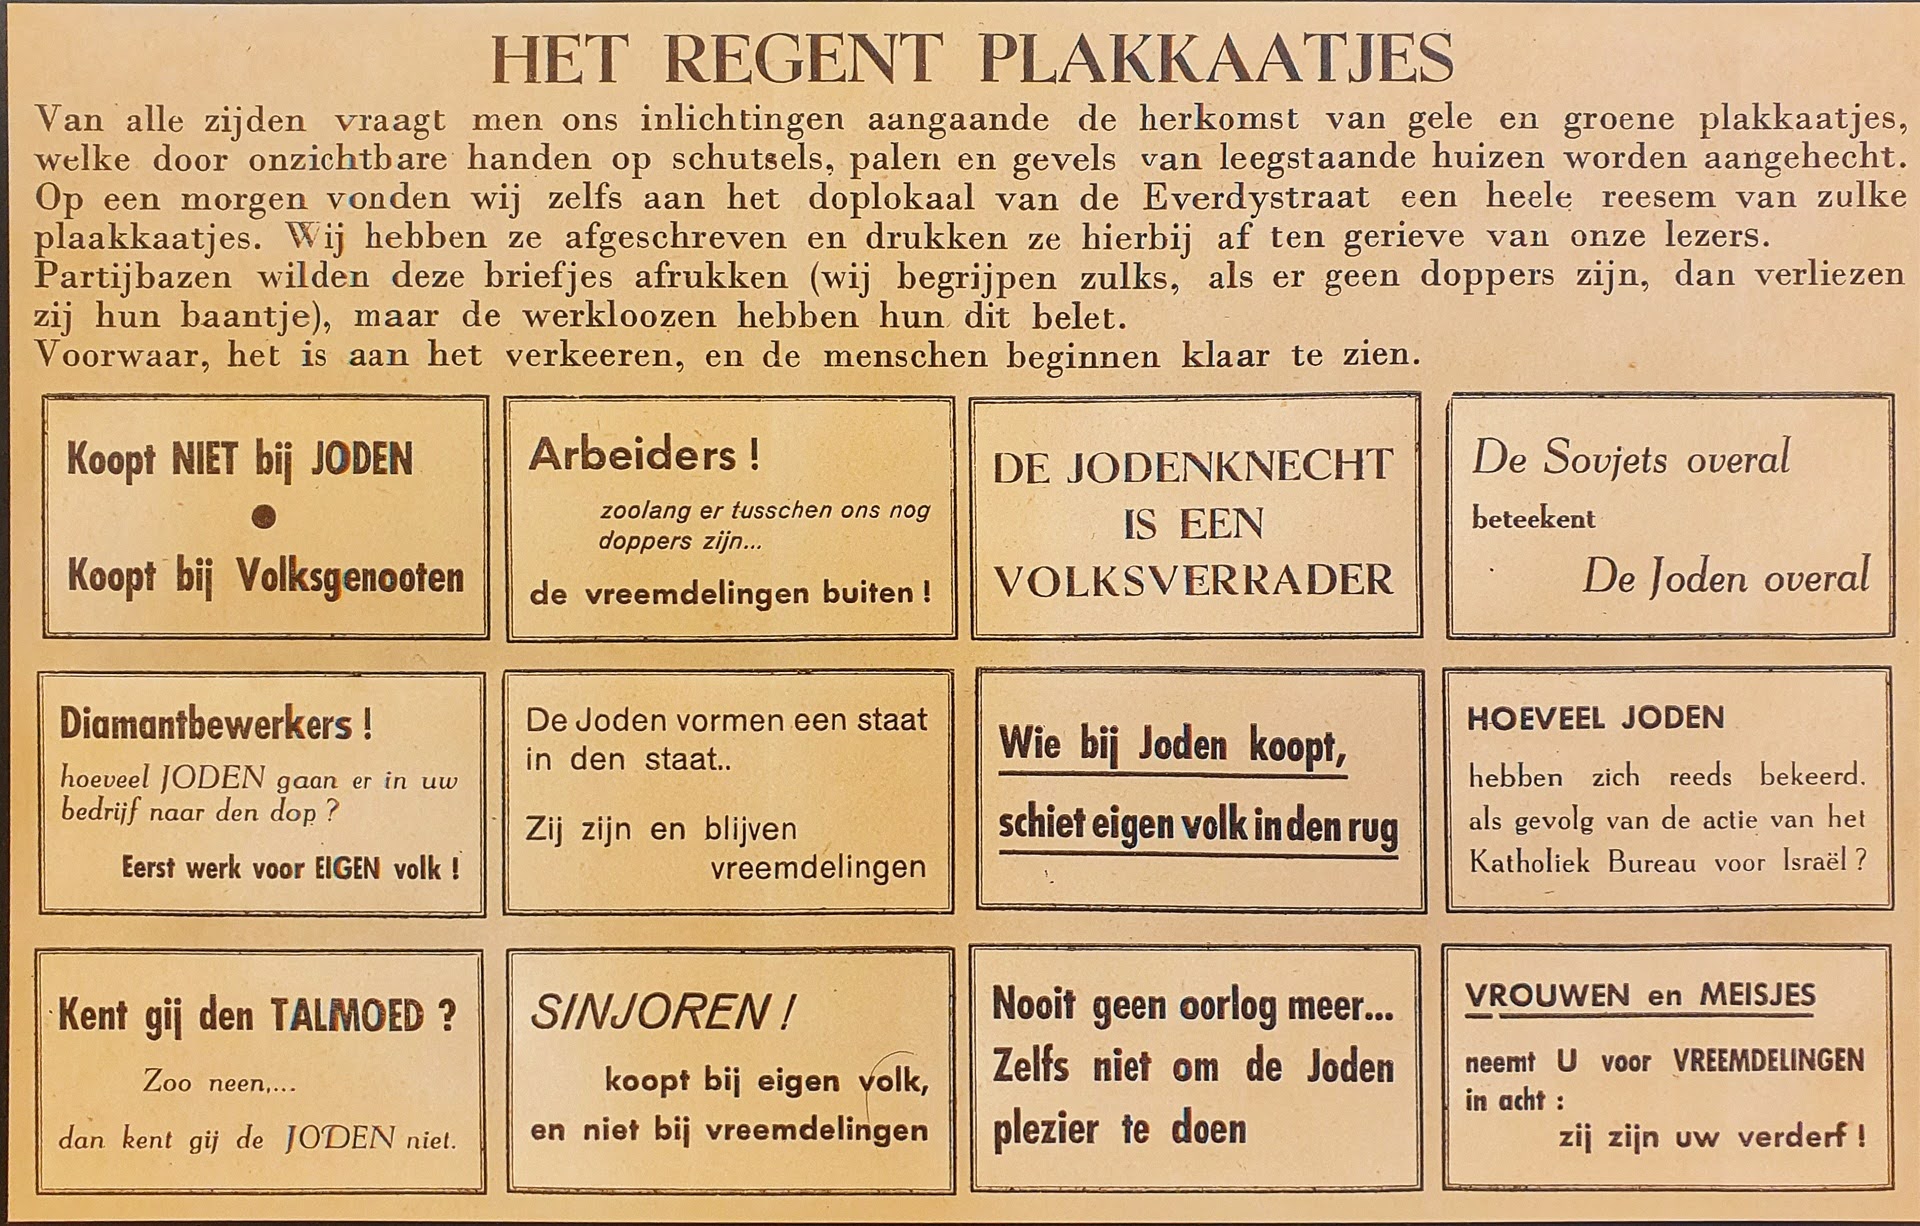 HET REGENT PLAKKAATJES
Van alle zijden vraagt men ons inlichtingen aangaande de herkomst van gele en groene plakkaatjes,
welke door onzichtbare handen op schutsels, palen en gevels van leegstaande huizen worden aangehecht.
Op een morgen vonden wij zelfs aan het doplokaal van de Everdystraat een heele reesem van zulke
plaakkaatjes. Wij hebben ze afgeschreven en drukken ze hierbij af ten gerieve van onze lezers.
Partijbazen wilden deze briefjes afrukken (wij begrijpen zulks, als er geen doppers zijn, dan verliezen
zij hun baantje), maar de werkloozen hebben hun dit belet.
Voorwaar, het is aan het verkeeren, en de menschen beginnen klaar te zien.
Koopt NIET bij JODEN
●
Koopt bij Volksgenooten
Arbeiders !
zoolang er tusschen ons nog
doppers zijn...
de vreemdelingen buiten !
DE JODENKNECHT
IS EEN
VOLKSVERRADER
De Sovjets overal
beteekent
De Joden overal
Diamantbewerkers !
hoeveel JODEN gaan er in uw
bedrijf naar den dop ?
Eerst werk voor EIGEN volk !
De Joden vormen een staat
in den staat..
Zij zijn en blijven
vreemdelingen
Wie bij Joden koopt,
schiet eigen volk in den rug
HOEVEEL JODEN
hebben zich reeds bekeerd.
als gevolg van de actie van het
Katholiek Bureau voor Israël ?
Kent gij den TALMOED ?
Zoo neen,...
dan kent gij de JODEN niet.
SINJOREN !
koopt bij eigen volk,
en niet bij vreemdelingen
Nooit geen oorlog meer...
Zelfs niet om de Joden
plezier te doen
VROUWEN en MEISJES
neemt U voor VREEMDELINGEN
in acht :
zij zijn uw verderf !